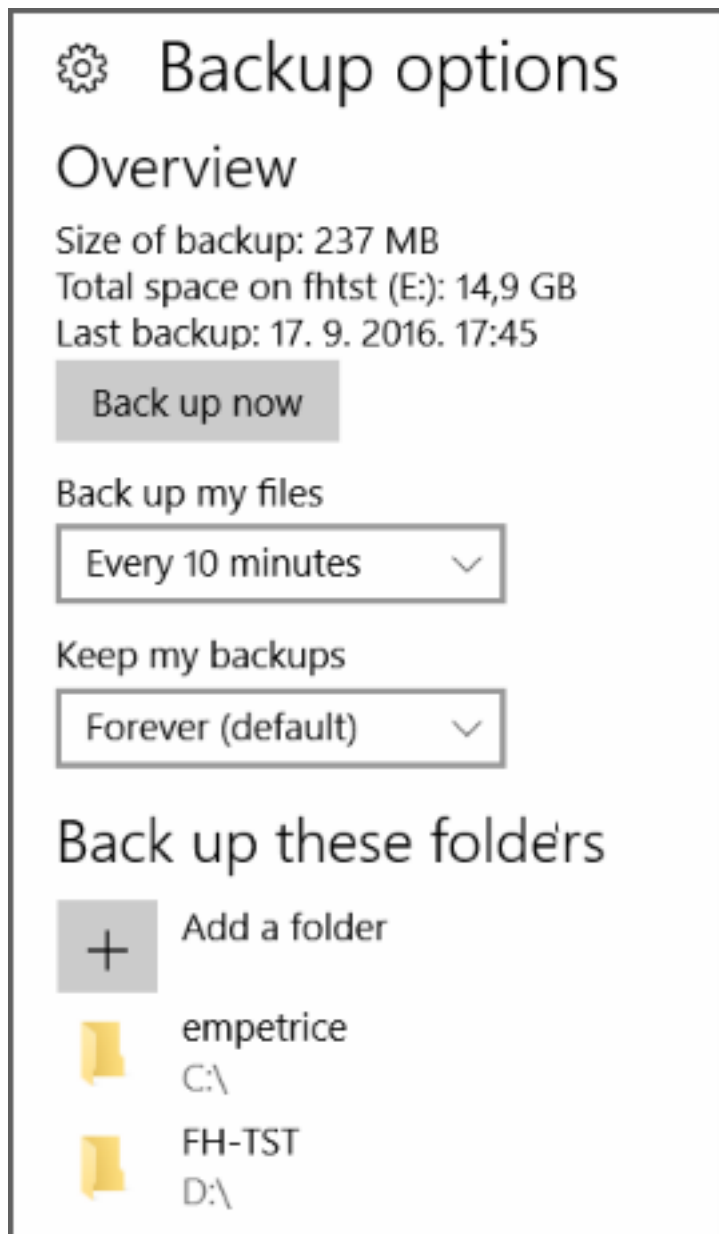 Backup options
Overview
Size of backup: 237 MB
Total space on fhtst (E:): 14,9 GB
Last backup: 17. 9. 2016. 17:45
Back up now
Back up my files
Every 10 minutes
Keep my backups
Forever (default)
Back up these folders
Add a folder
empetrice
C:\
FH-TST
D:\